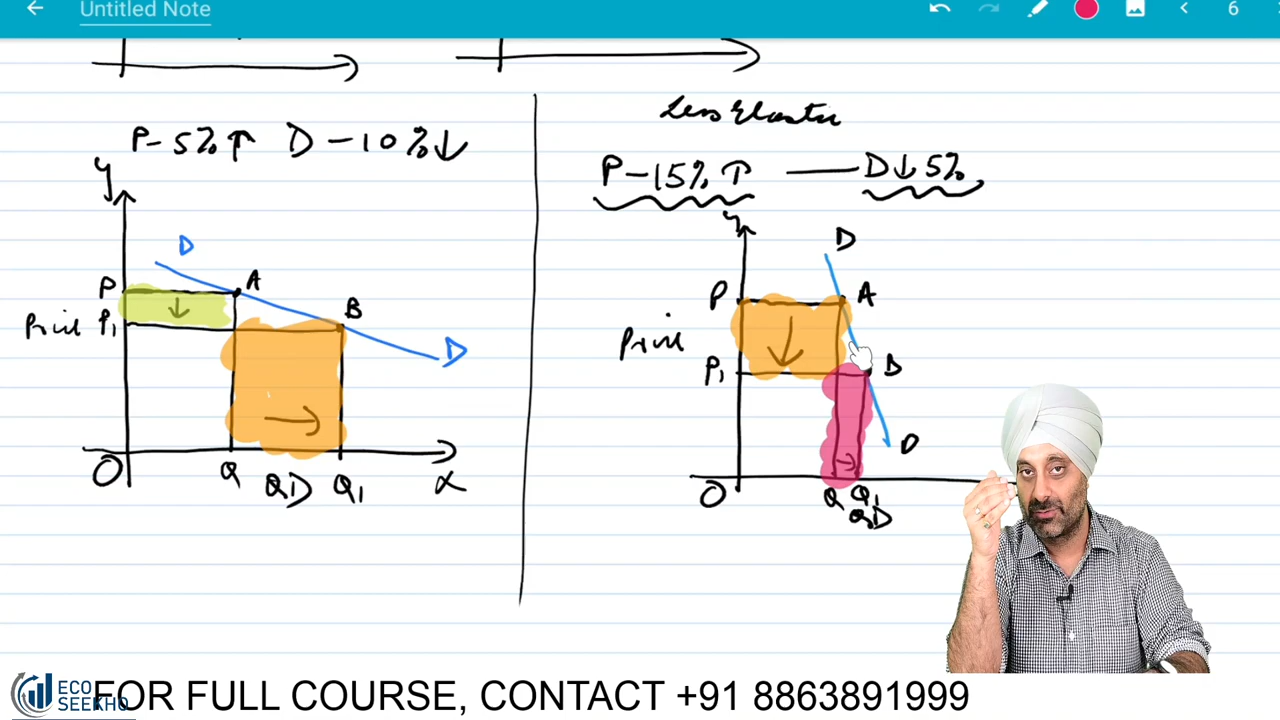 Untitled Note
6
P-5%↑ D-10%↓
y
D
P
A
P1
B
Price
D
O
Q
QD
Q1
x
Less Elastic
P-15%↑ — D↓5%
y
D
P
A
Price
P1
B
D
O
Q
Q1
QD
ECO
SEEKHO
FOR FULL COURSE, CONTACT +91 8863891999